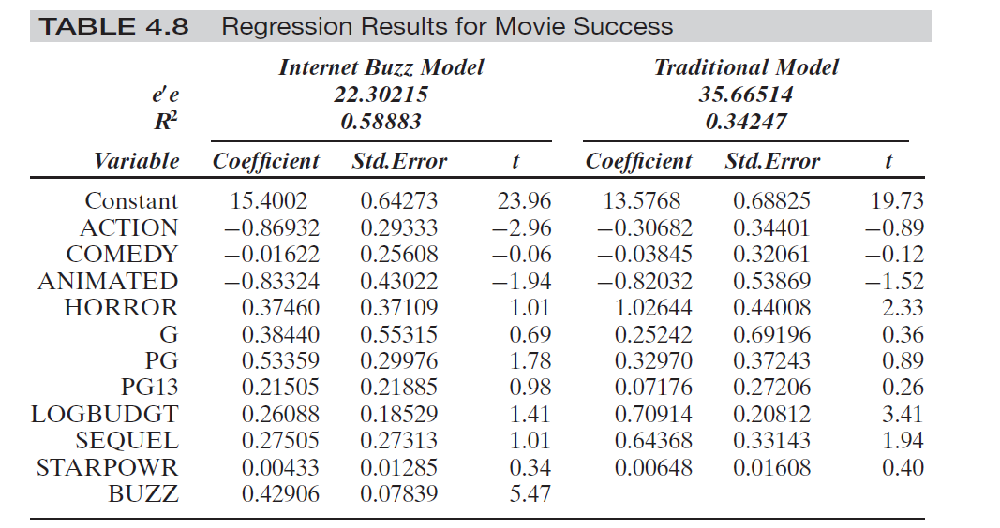 TABLE 4.8 Regression Results for Movie Success
Internet Buzz Model Traditional Model
e′e 22.30215 35.66514
R² 0.58883 0.34247
Variable Coefficient Std.Error t Coefficient Std.Error t
Constant 15.4002 0.64273 23.96 13.5768 0.68825 19.73
ACTION −0.86932 0.29333 −2.96 −0.30682 0.34401 −0.89
COMEDY −0.01622 0.25608 −0.06 −0.03845 0.32061 −0.12
ANIMATED −0.83324 0.43022 −1.94 −0.82032 0.53869 −1.52
HORROR 0.37460 0.37109 1.01 1.02644 0.44008 2.33
G 0.38440 0.55315 0.69 0.25242 0.69196 0.36
PG 0.53359 0.29976 1.78 0.32970 0.37243 0.89
PG13 0.21505 0.21885 0.98 0.07176 0.27206 0.26
LOGBUDGT 0.26088 0.18529 1.41 0.70914 0.20812 3.41
SEQUEL 0.27505 0.27313 1.01 0.64368 0.33143 1.94
STARPOWR 0.00433 0.01285 0.34 0.00648 0.01608 0.40
BUZZ 0.42906 0.07839 5.47